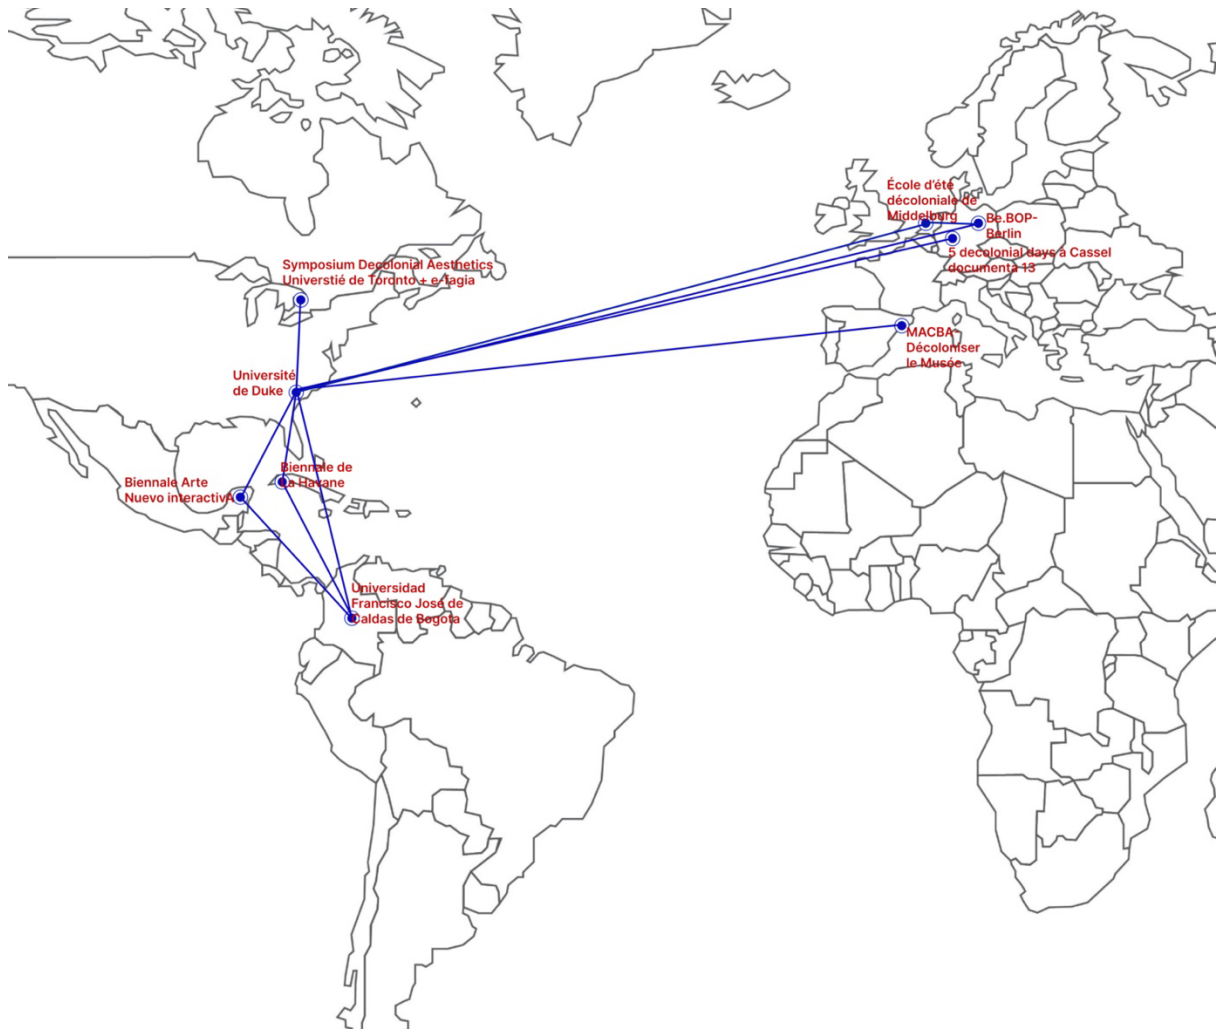 École d'été
décoloniale de
Middelburg
Be.BOP-
Berlin
5 decolonial days à Cassel
documenta 13
Symposium Decolonial Aesthetics
Universtié de Toronto + e-fagia
MACBA-
Décoloniser
le Musée
Université
de Duke
Biennale de
La Havane
Biennale Arte
Nuevo interactivA
Universidad
Francisco José de
Caldas de Bogota